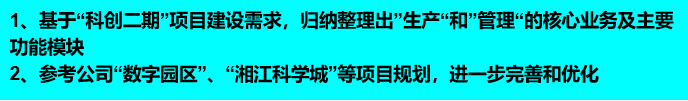 1、基于“科创二期”项目建设需求，归纳整理出”生产“和”管理“的核心业务及主要
功能模块
2、参考公司“数字园区”、“湘江科学城”等项目规划，进一步完善和优化